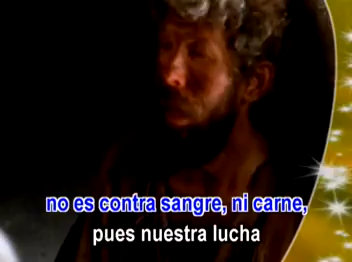 no es contra sangre, ni carne,
pues nuestra lucha